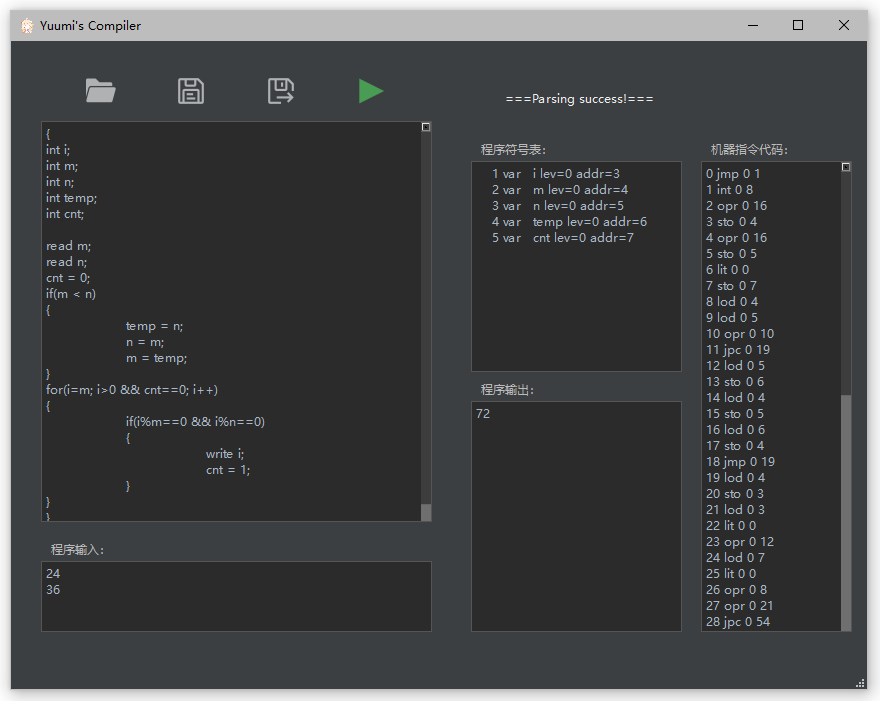 Yuumi's Compiler
===Parsing success!===
{
int i;
int m;
int n;
int temp;
int cnt;
read m;
read n;
cnt = 0;
if(m < n)
{
temp = n;
n = m;
m = temp;
}
for(i=m; i>0 && cnt==0; i++)
{
if(i%m==0 && i%n==0)
{
write i;
cnt = 1;
}
}
}
程序输入:
24
36
程序符号表:
1 var i lev=0 addr=3
2 var m lev=0 addr=4
3 var n lev=0 addr=5
4 var temp lev=0 addr=6
5 var cnt lev=0 addr=7
程序输出:
72
机器指令代码:
0 jmp 0 1
1 int 0 8
2 opr 0 16
3 sto 0 4
4 opr 0 16
5 sto 0 5
6 lit 0 0
7 sto 0 7
8 lod 0 4
9 lod 0 5
10 opr 0 10
11 jpc 0 19
12 lod 0 5
13 sto 0 6
14 lod 0 4
15 sto 0 5
16 lod 0 6
17 sto 0 4
18 jmp 0 19
19 lod 0 4
20 sto 0 3
21 lod 0 3
22 lit 0 0
23 opr 0 12
24 lod 0 7
25 lit 0 0
26 opr 0 8
27 opr 0 21
28 jpc 0 54